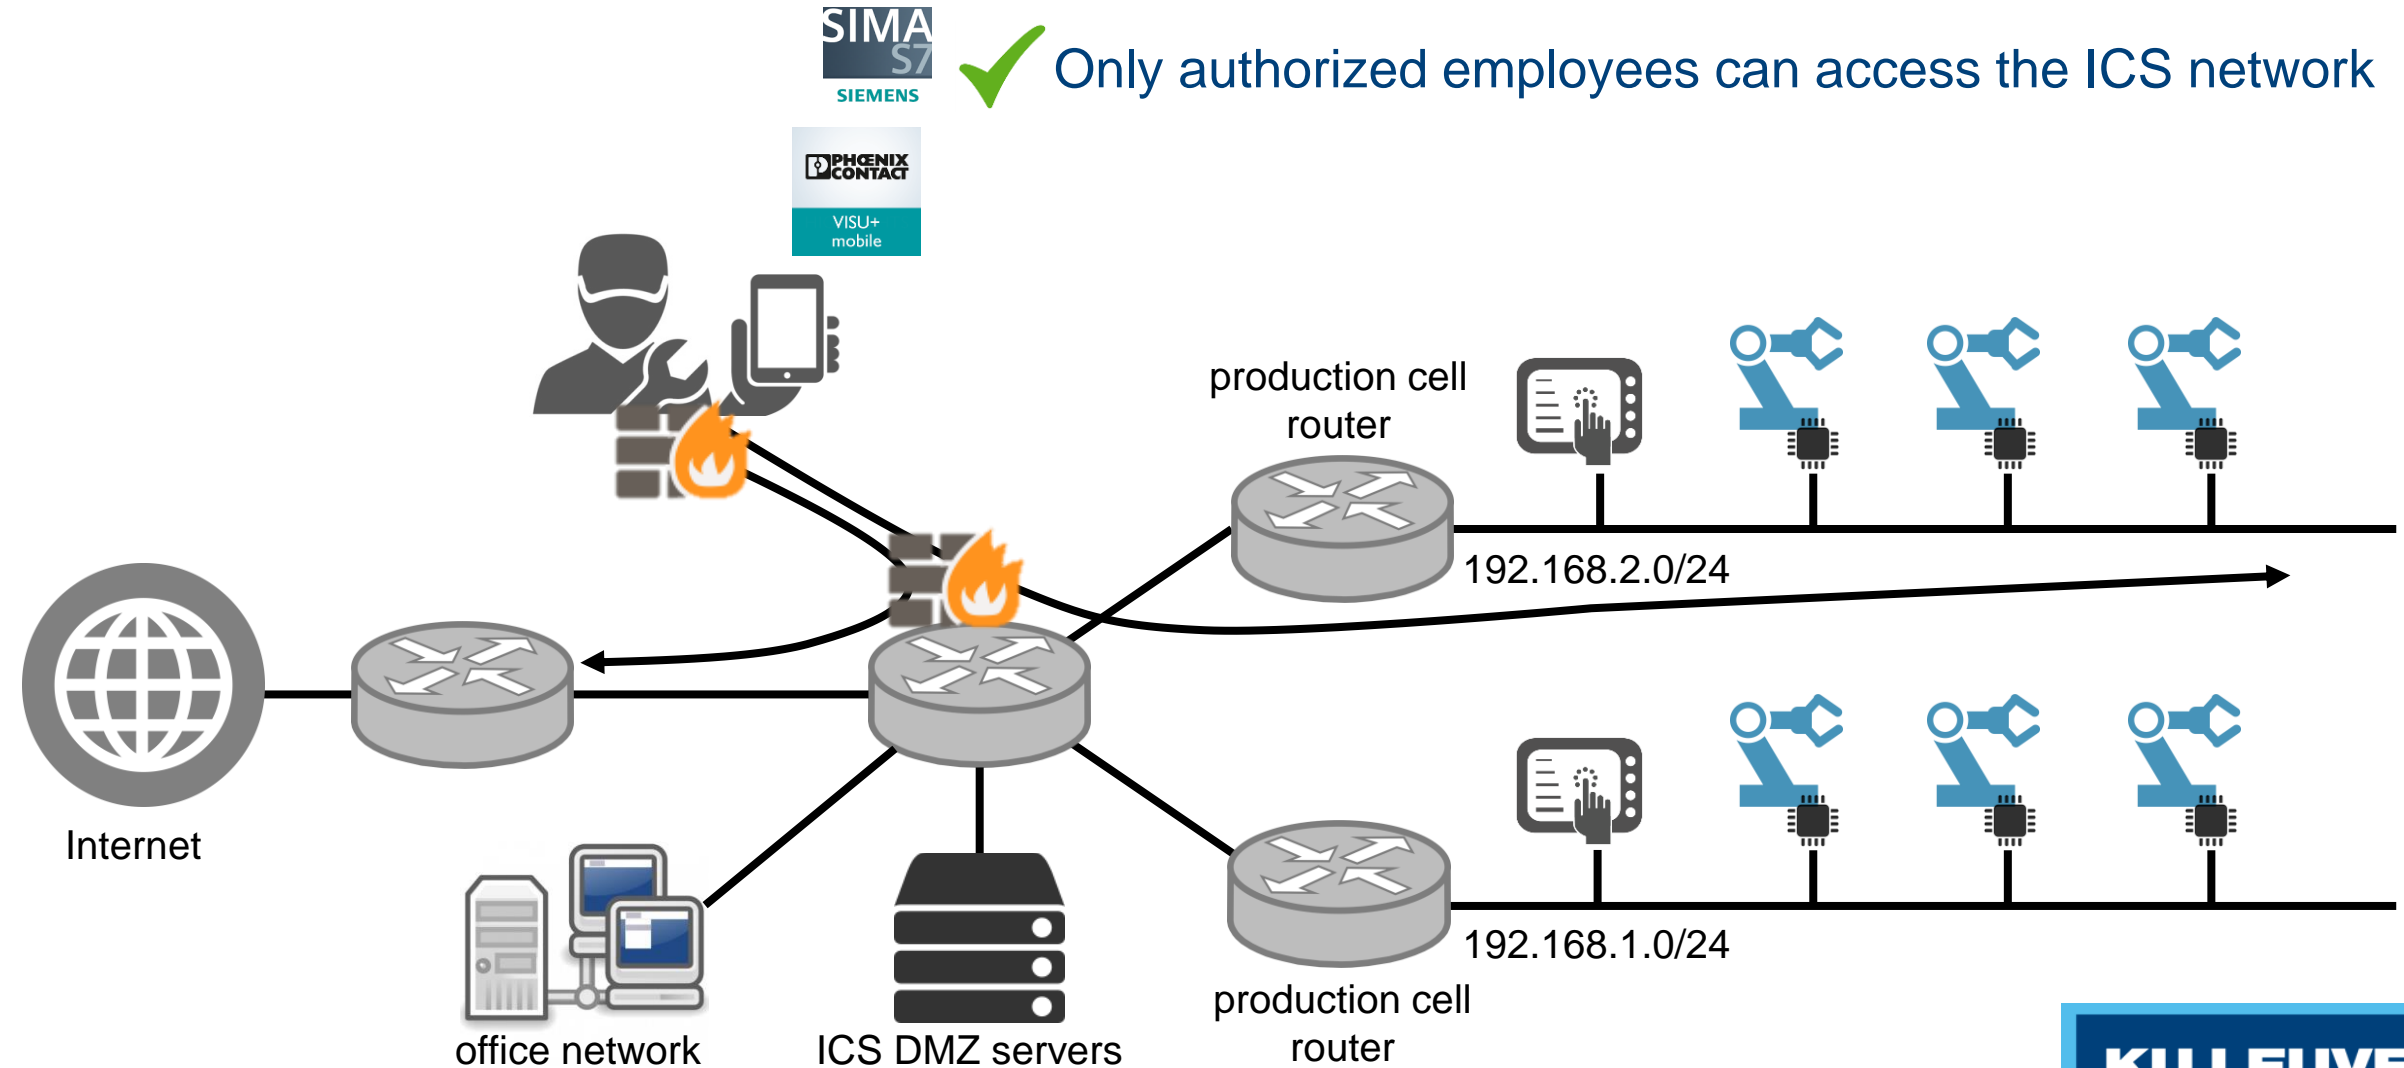 SIMA
S7
SIEMENS
Only authorized employees can access the ICS network
PHŒNIX
CONTACT
VISU+
mobile
production cell
router
192.168.2.0/24
Internet
192.168.1.0/24
production cell
router
office network
ICS DMZ servers